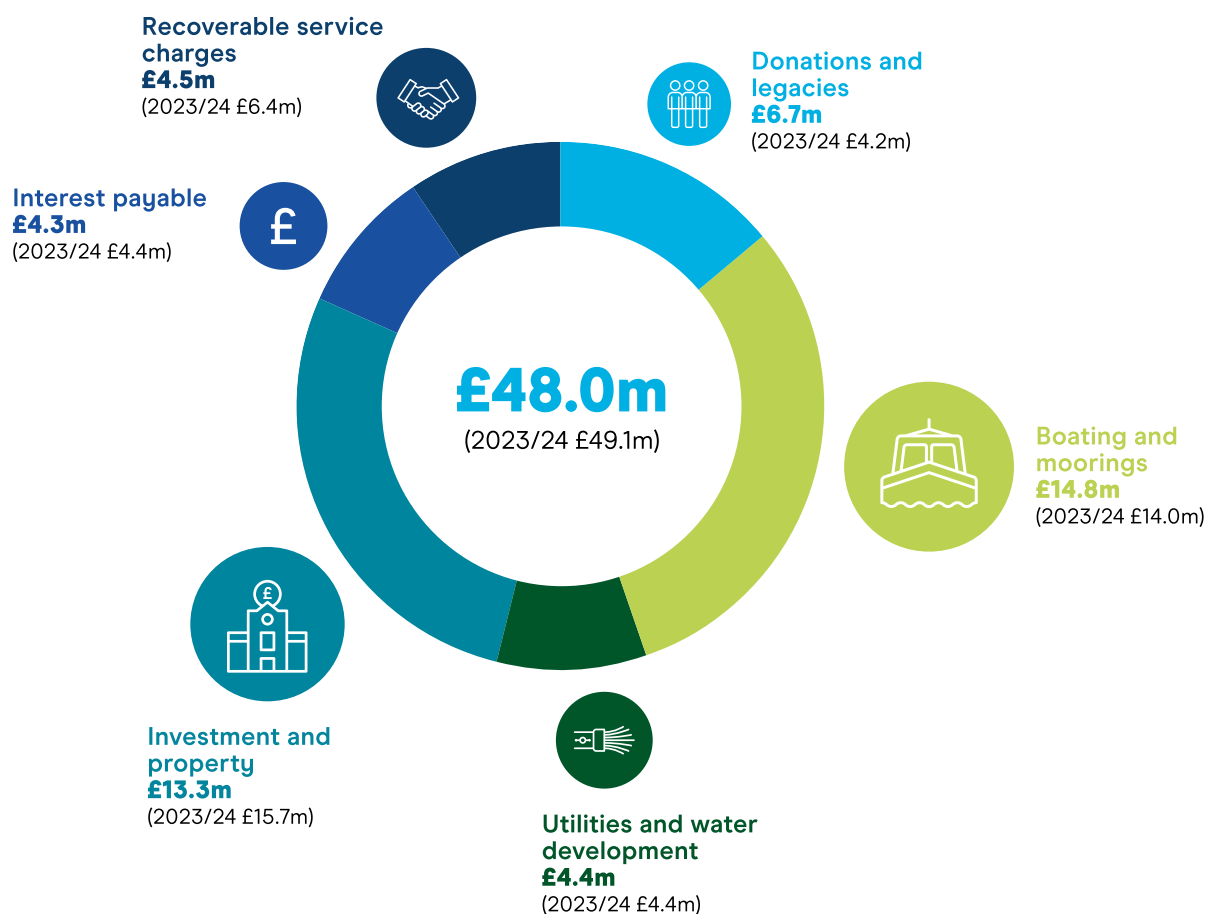 Recoverable service
charges
£4.5m
(2023/24 £6.4m)
Donations and
legacies
£6.7m
(2023/24 £4.2m)
Interest payable
£4.3m
(2023/24 £4.4m)
£
£48.0m
(2023/24 £49.1m)
Boating and
moorings
£14.8m
(2023/24 £14.0m)
£
Investment and
property
£13.3m
(2023/24 £15.7m)
Utilities and water
development
£4.4m
(2023/24 £4.4m)